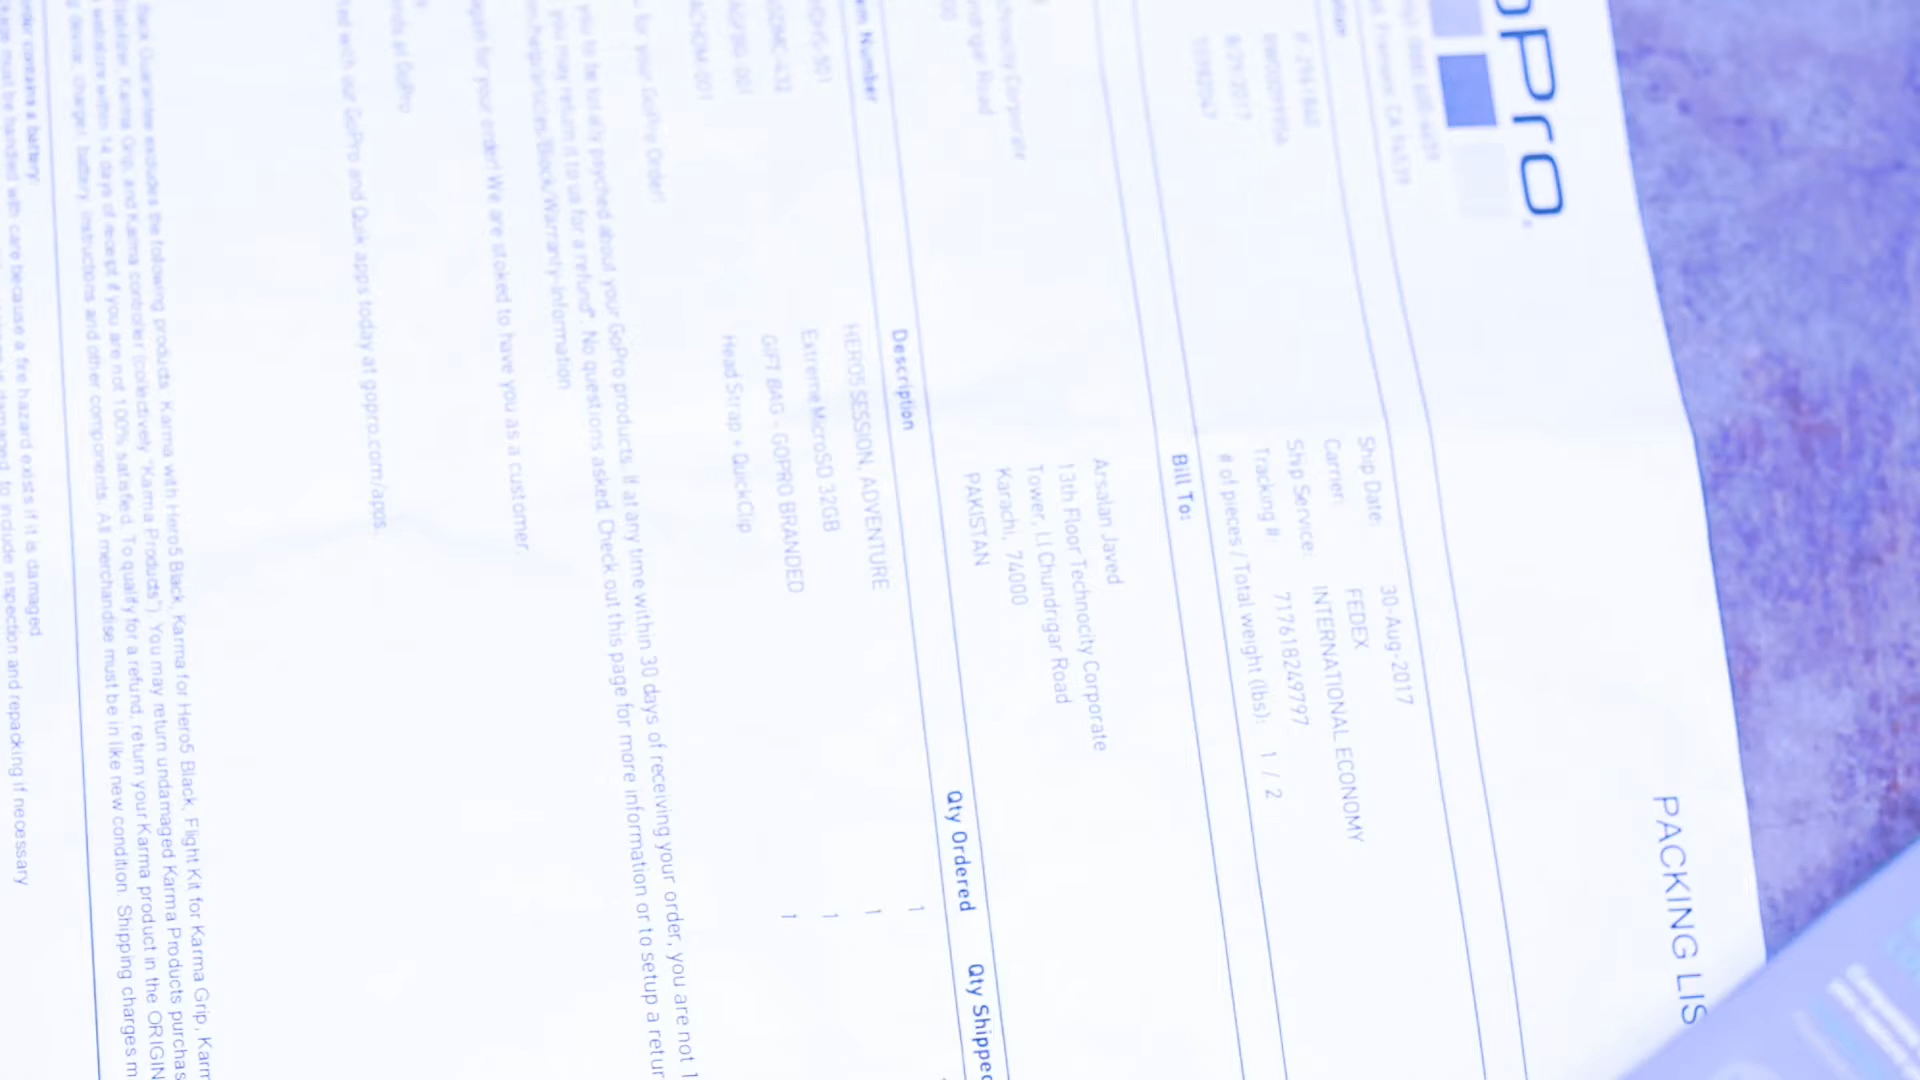 GoPro
PACKING LIS
Ship Date: 30-Aug-2017
Carrier: FEDEX
Ship Service: INTERNATIONAL ECONOMY
Tracking #: 717618249797
# of pieces / Total weight (lbs): 1 / 2
Bill To:
Arsalan Javed
13th Floor Technocity Corporate
Tower, I.I Chundrigar Road
Karachi, 74000
PAKISTAN
Number Description Qty Ordered Qty Shipped
HERO5 SESSION, ADVENTURE 1
Extreme MicroSD 32GB 1
GIFT BAG - GOPRO BRANDED 1
Head Strap + QuickClip 1
for your GoPro Order!
you to be totally psyched about your GoPro products. If at any time within 30 days of receiving your order, you are not 1
you may return it to us for a refund*. No questions asked. Check out this page for more information or to setup a retur
help/articles/Block/Warranty-Information
again for your order! We are stoked to have you as a customer.
at GoPro
with our GoPro and Quik apps today at gopro.com/apps.
Guarantee excludes the following products: Karma with Hero5 Black, Karma for Hero5 Black, Flight Kit for Karma Grip, Karm
Karma Grip, and Karma controller (collectively "Karma Products") You may return undamaged Karma Products purchas
within 14 days of receipt if you are not 100% satisfied. To qualify for a refund, return your Karma product in the ORIGIN
device, charger, battery, instructions and other components. All merchandise must be in like new condition. Shipping charges m
contains a battery:
must be handled with care because a fire hazard exists if it is damaged
damaged, to include inspection and repacking if necessary